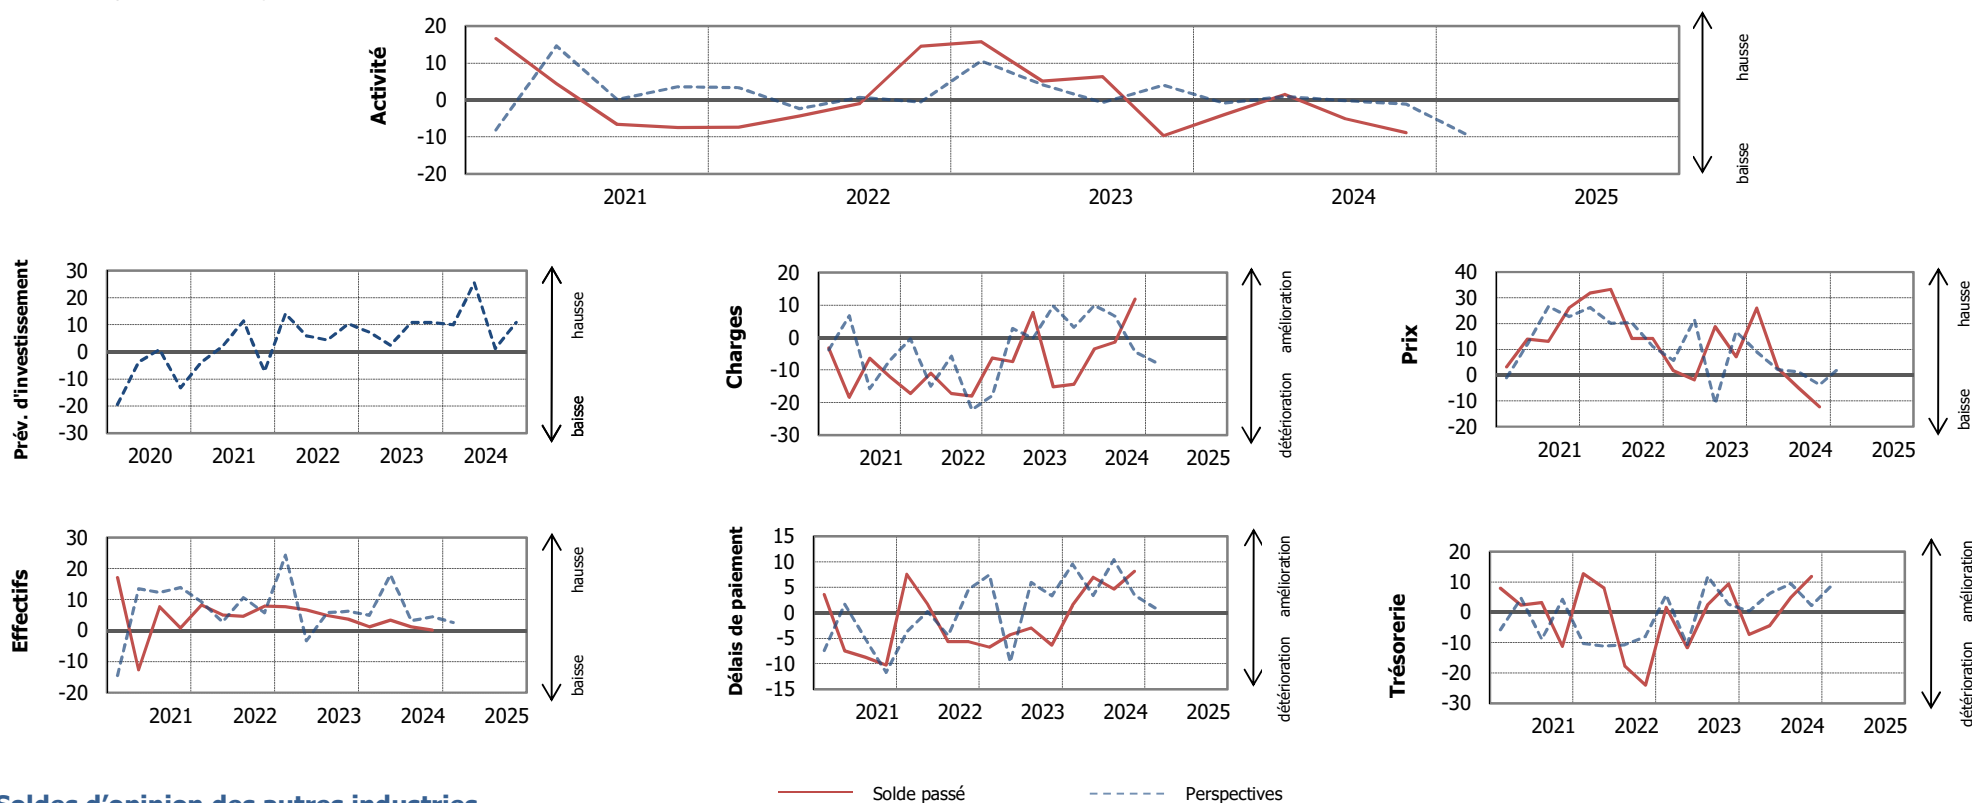 Activité
20
10
0
-10
-20
2021 2022 2023 2024 2025
hausse
baisse
Prév. d'investissement
30
20
10
0
-10
-20
-30
2020 2021 2022 2023 2024
hausse
baisse
Charges
20
10
0
-10
-20
-30
2021 2022 2023 2024 2025
amélioration
détérioration
Prix
40
30
20
10
0
-10
-20
2021 2022 2023 2024 2025
hausse
baisse
Effectifs
30
20
10
0
-10
-20
2021 2022 2023 2024 2025
hausse
baisse
Délais de paiement
15
10
5
0
-5
-10
-15
2021 2022 2023 2024 2025
amélioration
détérioration
Trésorerie
20
10
0
-10
-20
-30
2021 2022 2023 2024 2025
amélioration
détérioration
Soldes d'opinion des autres industries
Solde passé
Perspectives